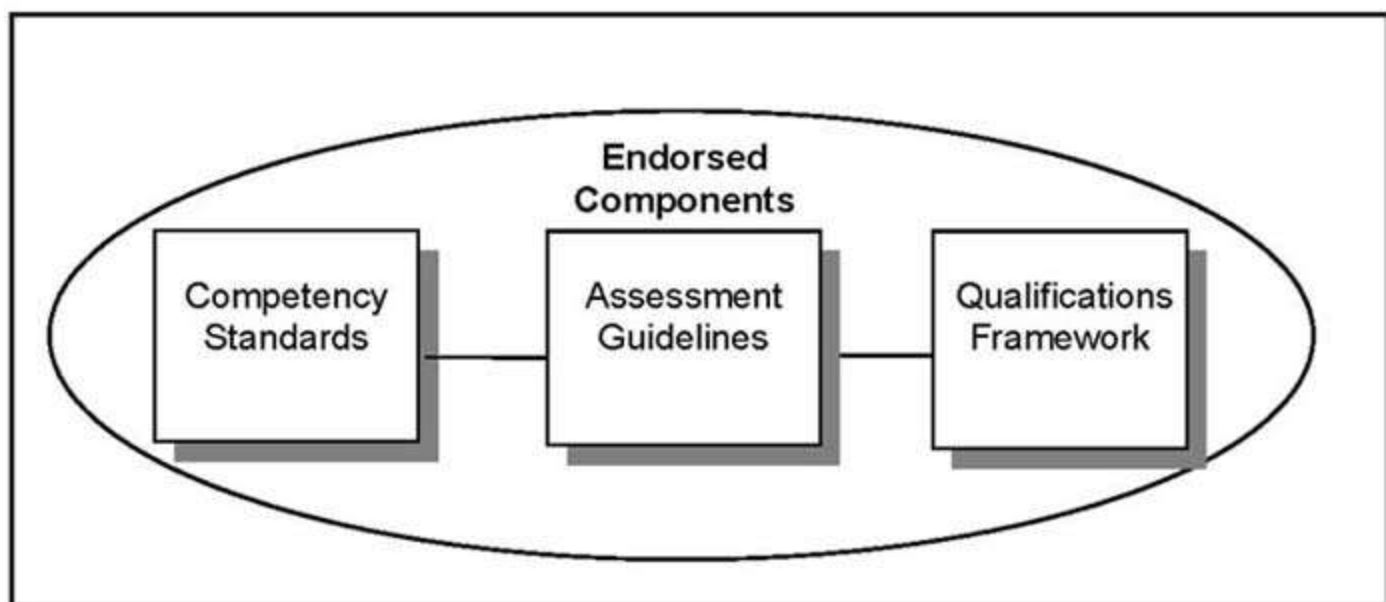 Endorsed
Components
Competency
Standards
Assessment
Guidelines
Qualifications
Framework